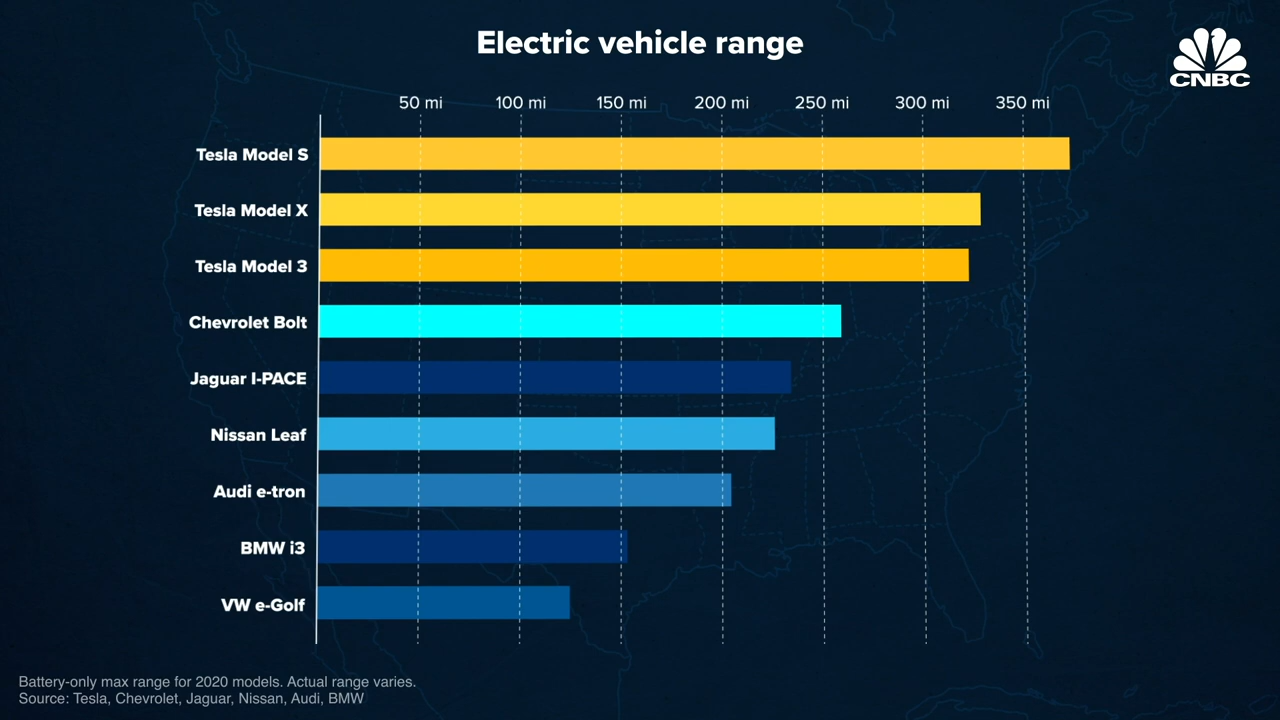 Electric vehicle range
CNBC
50 mi 100 mi 150 mi 200 mi 250 mi 300 mi 350 mi
Tesla Model S
Tesla Model X
Tesla Model 3
Chevrolet Bolt
Jaguar I-PACE
Nissan Leaf
Audi e-tron
BMW i3
VW e-Golf
Battery-only max range for 2020 models. Actual range varies.
Source: Tesla, Chevrolet, Jaguar, Nissan, Audi, BMW